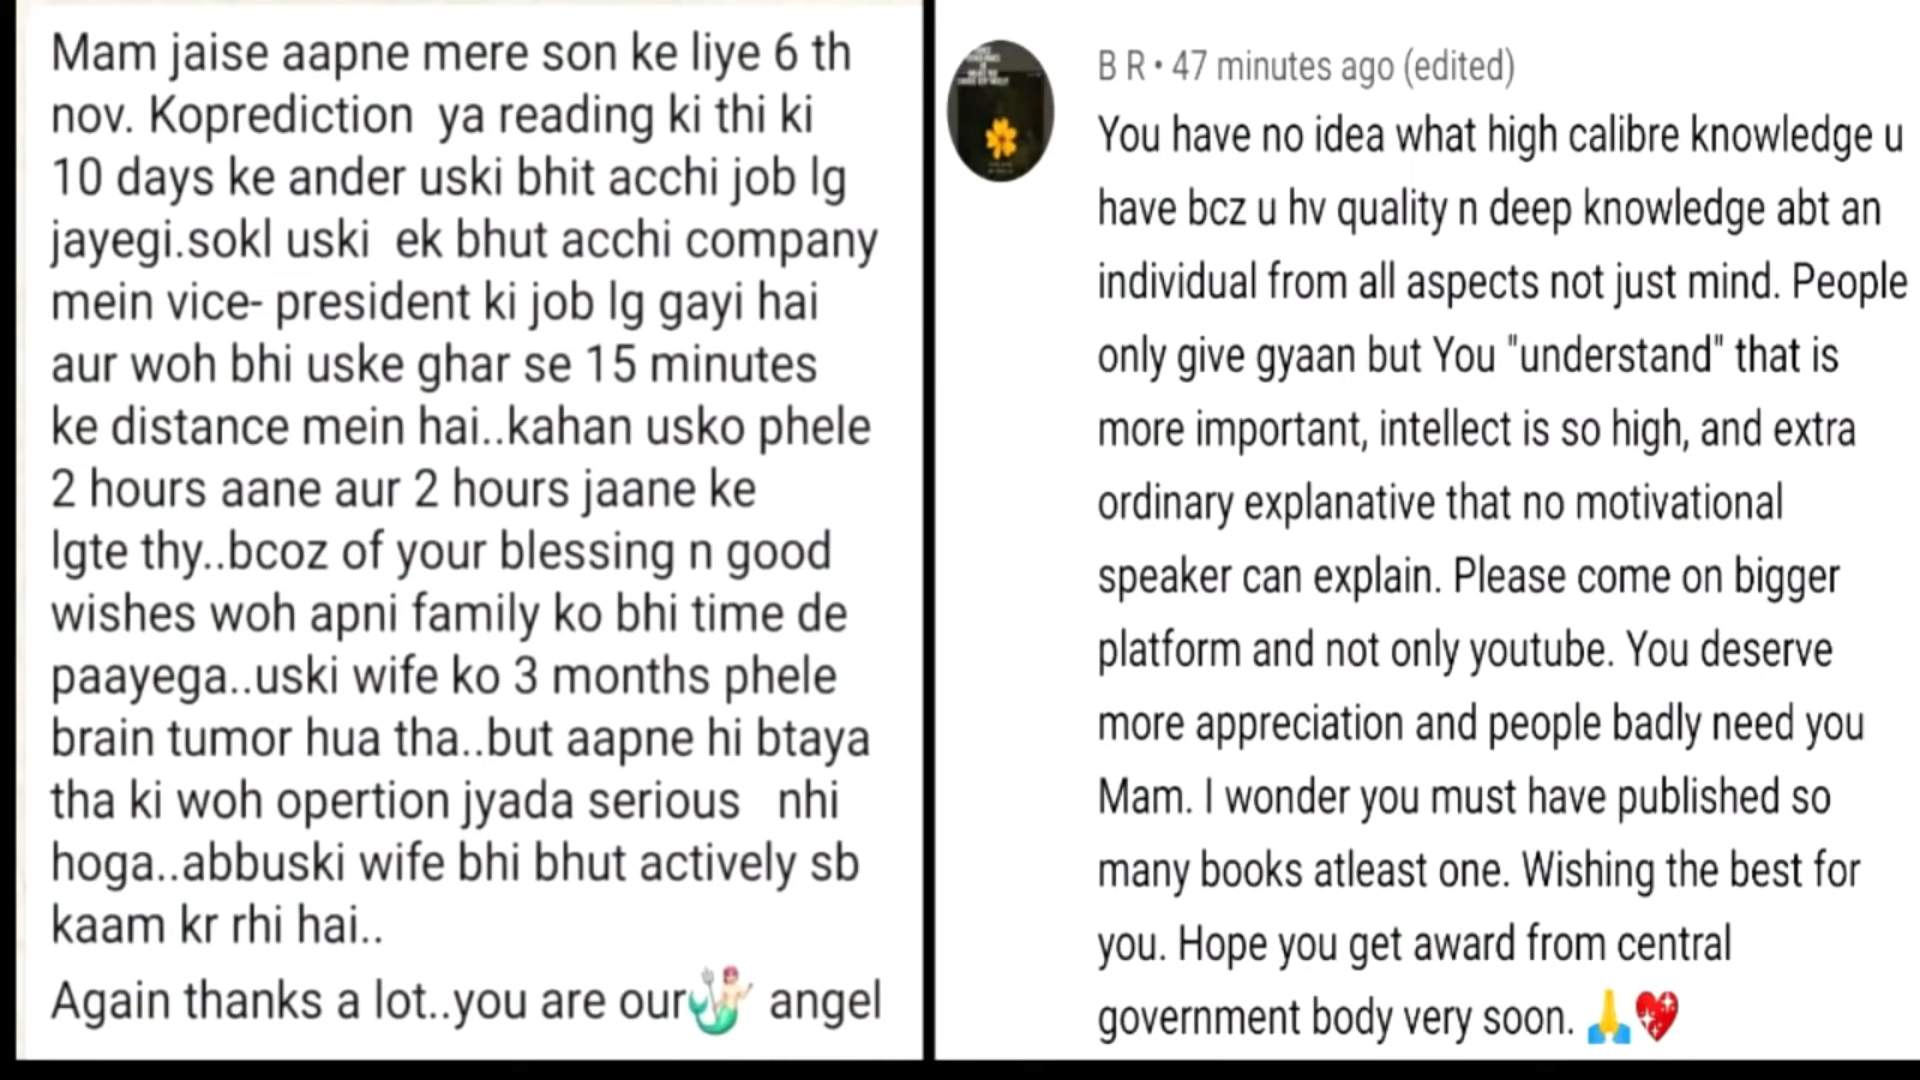 Mam jaise aapne mere son ke liye 6 th
nov. Koprediction ya reading ki thi ki
10 days ke ander uski bhit acchi job lg
jayegi.sokl uski ek bhut acchi company
mein vice- president ki job lg gayi hai
aur woh bhi uske ghar se 15 minutes
ke distance mein hai..kahan usko phele
2 hours aane aur 2 hours jaane ke
lgte thy..bcoz of your blessing n good
wishes woh apni family ko bhi time de
paayega..uski wife ko 3 months phele
brain tumor hua tha..but aapne hi btaya
tha ki woh opertion jyada serious nhi
hoga..abbuski wife bhi bhut actively sb
kaam kr rhi hai..
Again thanks a lot..you are our🧜‍♂️ angel
B R • 47 minutes ago (edited)
You have no idea what high calibre knowledge u
have bcz u hv quality n deep knowledge abt an
individual from all aspects not just mind. People
only give gyaan but You "understand" that is
more important, intellect is so high, and extra
ordinary explanative that no motivational
speaker can explain. Please come on bigger
platform and not only youtube. You deserve
more appreciation and people badly need you
Mam. I wonder you must have published so
many books atleast one. Wishing the best for
you. Hope you get award from central
government body very soon. 🙏💖